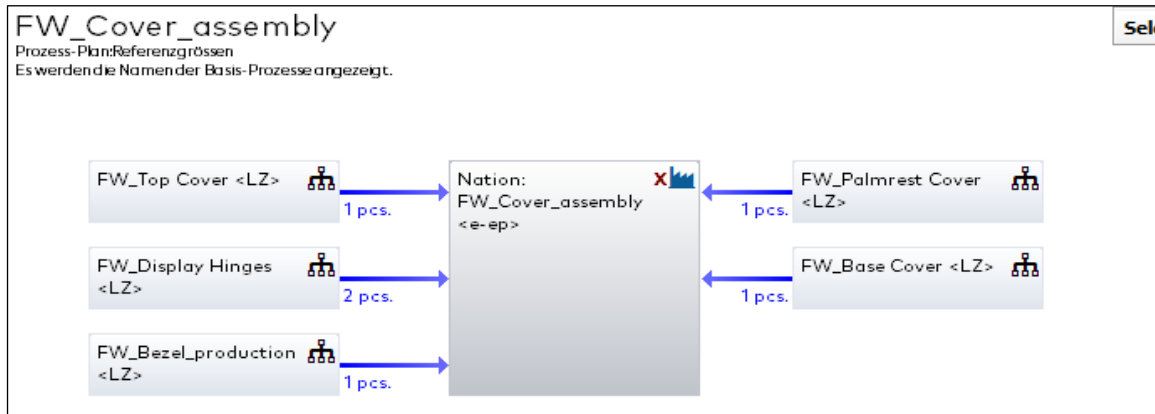 FW_Cover_assembly
Prozess-Plan:Referenzgrössen
Es werden die Namen der Basis-Prozesse angezeigt.
FW_Top Cover <LZ>
1 pcs.
FW_Display Hinges
<LZ>
2 pcs.
FW_Bezel_production
<LZ>
1 pcs.
Nation:
X
FW_Cover_assembly
<e-ep>
FW_Palmrest Cover
<LZ>
1 pcs.
FW_Base Cover <LZ>
1 pcs.